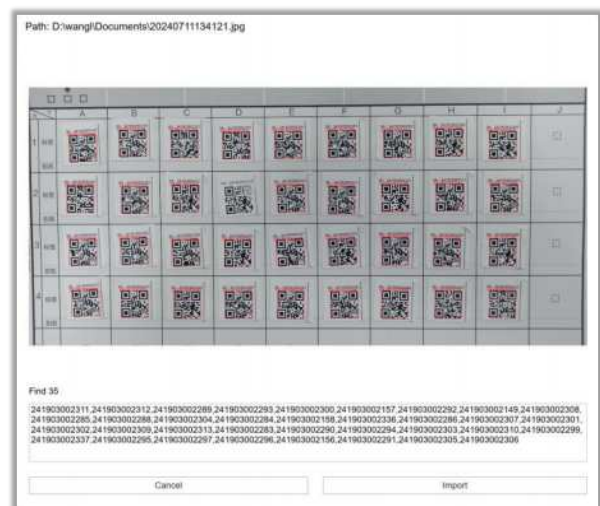 Path: D:\wangl\Documents\20240711134121.jpg
A B C D E F G H I J
1
2
3
4
Find 35
241903002311,241903002312,241903002289,241903002293,241903002300,241903002157,241903002292,241903002149,241903002308,
241903002285,241903002288,241903002304,241903002284,241903002158,241903002336,241903002286,241903002307,241903002301,
241903002302,241903002309,241903002313,241903002283,241903002290,241903002294,241903002303,241903002310,241903002299,
241903002337,241903002295,241903002297,241903002296,241903002156,241903002291,241903002305,241903002306
Cancel Import